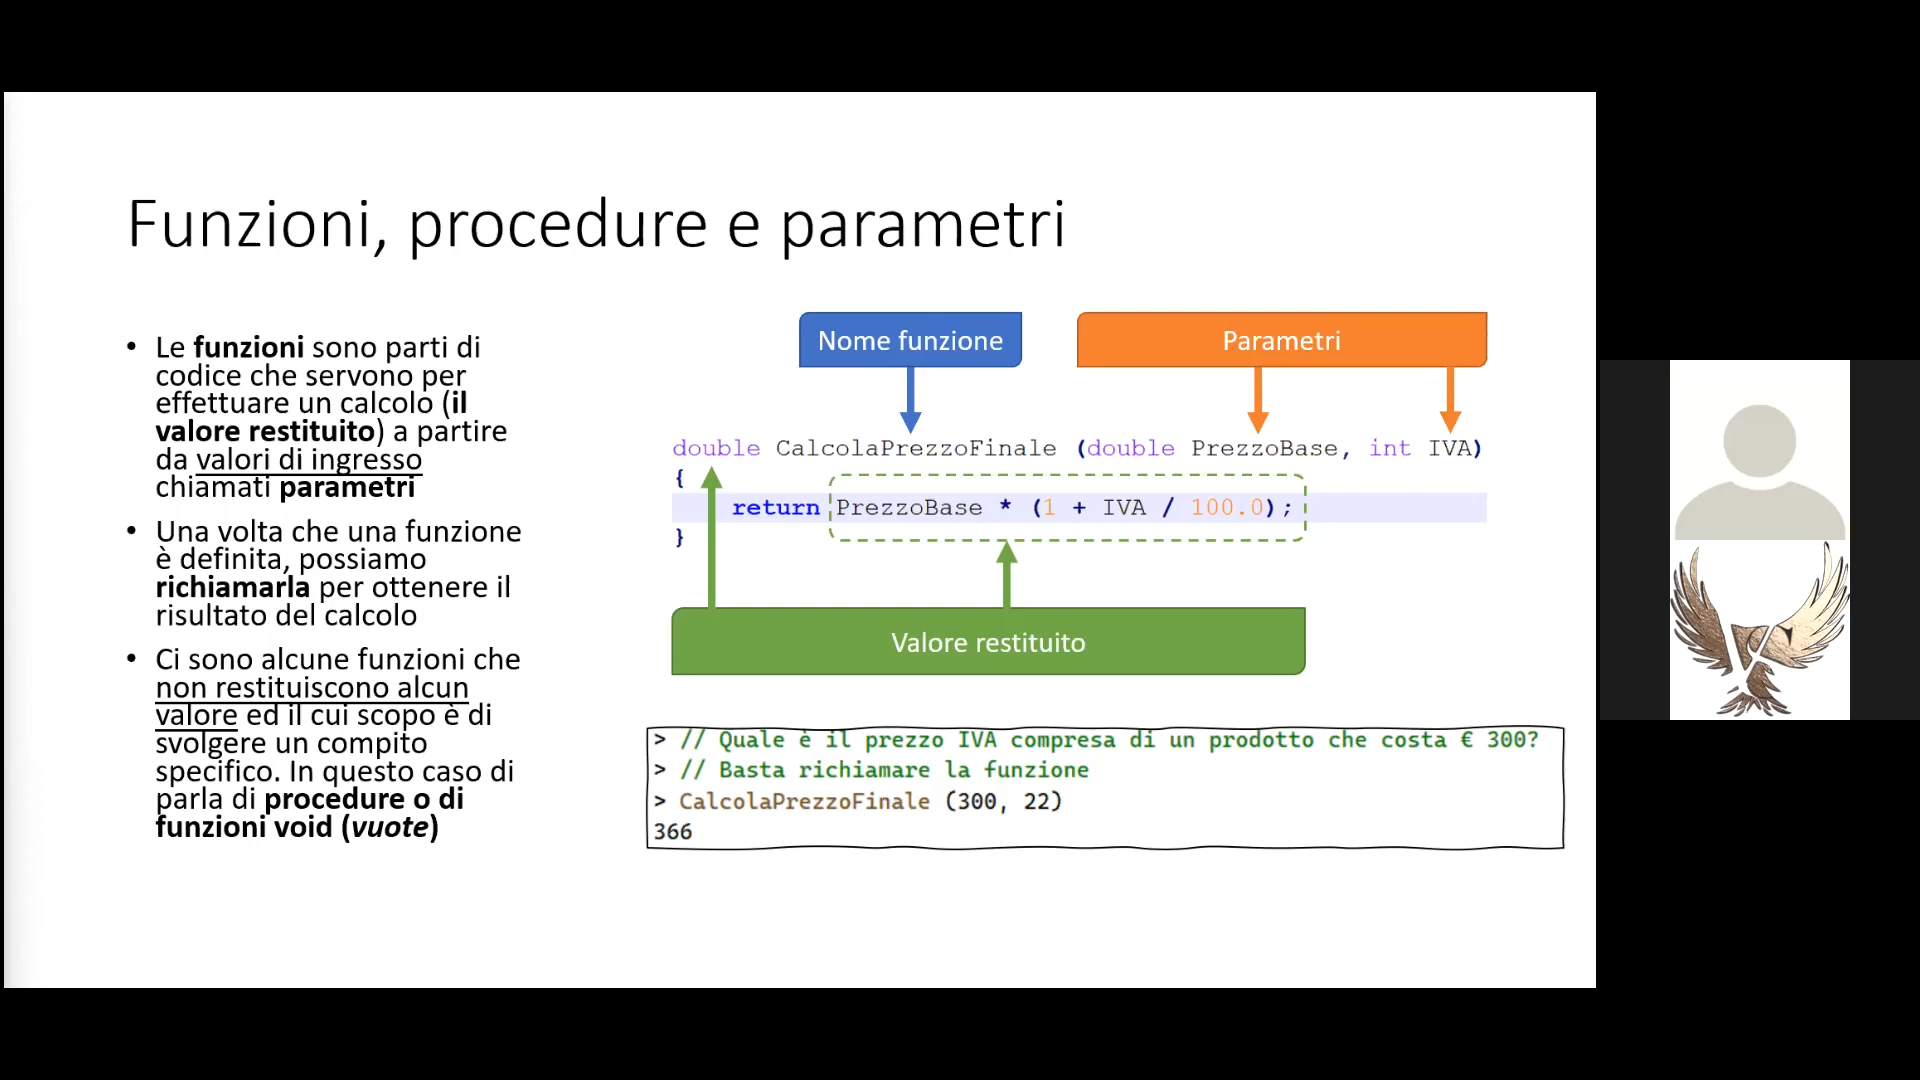 Funzioni, procedure e parametri
• Le funzioni sono parti di
codice che servono per
effettuare un calcolo (il
valore restituito) a partire
da valori di ingresso
chiamati parametri
• Una volta che una funzione
è definita, possiamo
richiamarla per ottenere il
risultato del calcolo
• Ci sono alcune funzioni che
non restituiscono alcun
valore ed il cui scopo è di
svolgere un compito
specifico. In questo caso di
parla di procedure o di
funzioni void (vuote)
Nome funzione
Parametri
double CalcolaPrezzoFinale (double PrezzoBase, int IVA)
{
return PrezzoBase * (1 + IVA / 100.0);
}
Valore restituito
> // Quale è il prezzo IVA compresa di un prodotto che costa € 300?
> // Basta richiamare la funzione
> CalcolaPrezzoFinale (300, 22)
366